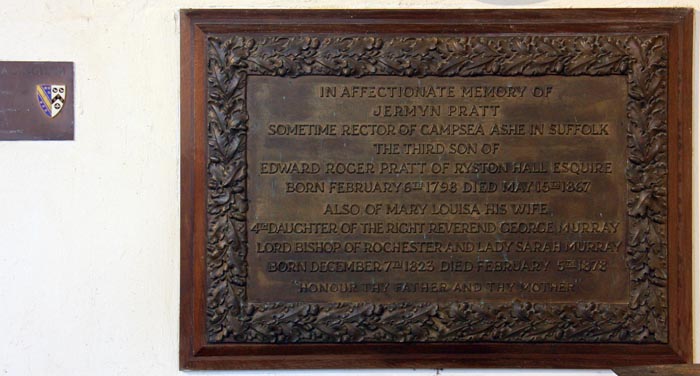 IN AFFECTIONATE MEMORY OF
JERMYN PRATT
SOMETIME RECTOR OF CAMPSEA ASHE IN SUFFOLK
THE THIRD SON OF
EDWARD ROGER PRATT OF RYSTON HALL ESQUIRE
BORN FEBRUARY 6TH 1798 DIED MAY 15TH 1867
ALSO OF MARY LOUISA HIS WIFE
4TH DAUGHTER OF THE RIGHT REVEREND GEORGE MURRAY
LORD BISHOP OF ROCHESTER AND LADY SARAH MURRAY
BORN DECEMBER 7TH 1823 DIED FEBRUARY 5TH 1878
"HONOUR THY FATHER AND THY MOTHER"